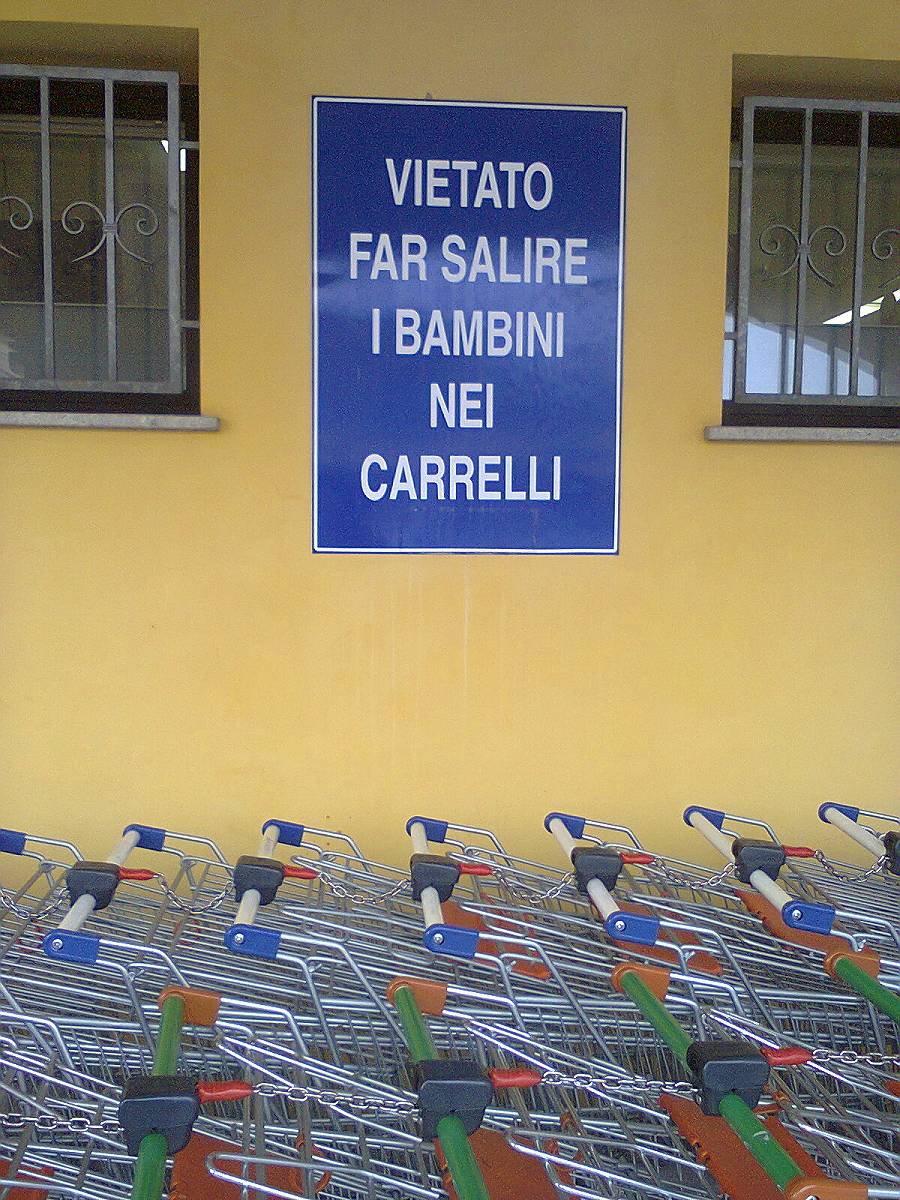 VIETATO
FAR SALIRE
I BAMBINI
NEI
CARRELLI